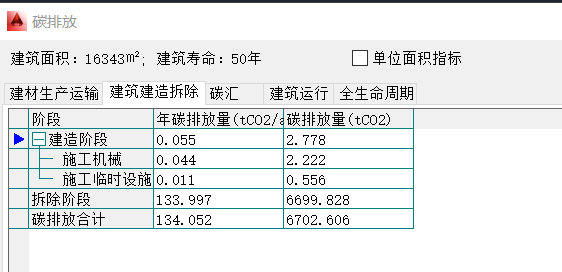 碳排放
建筑面积：16343m²；建筑寿命：50年 单位面积指标
建材生产运输 建筑建造拆除 碳汇 建筑运行 全生命周期
阶段 年碳排放量(tCO2/a 碳排放量(tCO2)
建造阶段 0.055 2.778
施工机械 0.044 2.222
施工临时设施 0.011 0.556
拆除阶段 133.997 6699.828
碳排放合计 134.052 6702.606